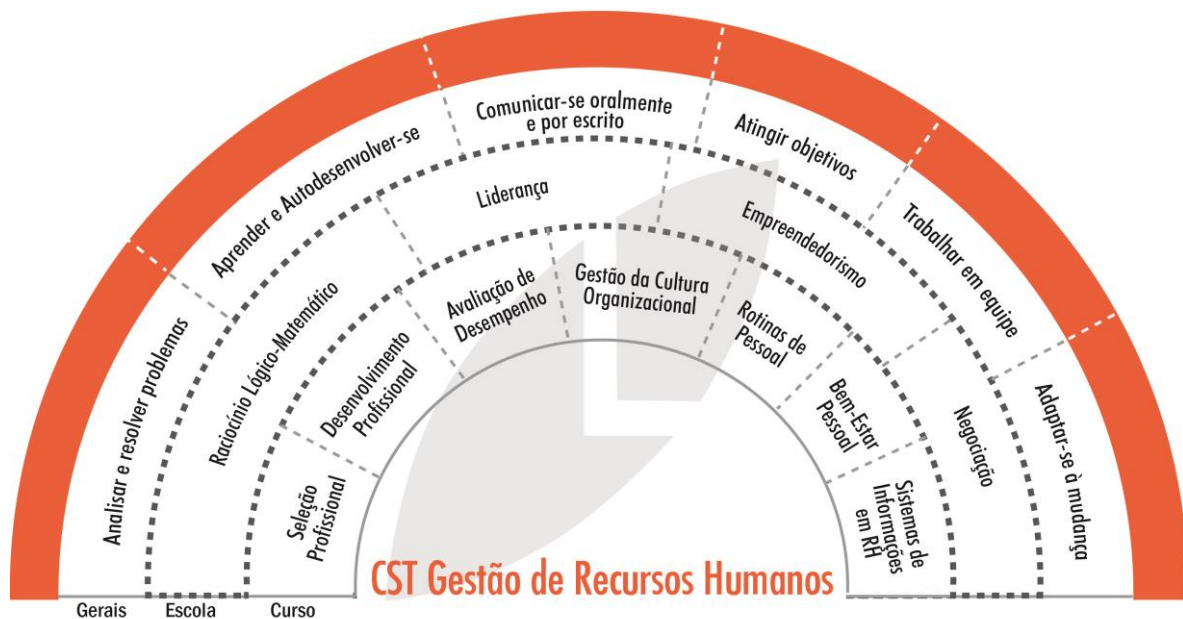 Analisar e resolver problemas
Aprender e Autodesenvolver-se
Comunicar-se oralmente
e por escrito
Atingir objetivos
Trabalhar em equipe
Adaptar-se à mudança
Raciocínio Lógico-Matemático
Liderança
Empreendedorismo
Negociação
Seleção
Profissional
Desenvolvimento
Profissional
Avaliação de
Desempenho
Gestão da Cultura
Organizacional
Rotinas de
Pessoal
Bem-Estar
Pessoal
Sistemas de
Informações
em RH
CST Gestão de Recursos Humanos
Gerais
Escola
Curso